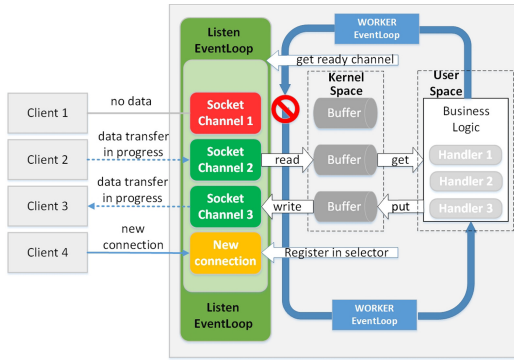 Listen
EventLoop
WORKER
EventLoop
get ready channel
Kernel
Space
User
Space
Client 1
no data
Socket
Channel 1
Buffer
Business
Logic
Client 2
data transfer
in progress
Socket
Channel 2
read
Buffer
get
Handler 1
Handler 2
Client 3
data transfer
in progress
Socket
Channel 3
write
Buffer
put
Handler 3
Client 4
new
connection
New
connection
Register in selector
Listen
EventLoop
WORKER
EventLoop